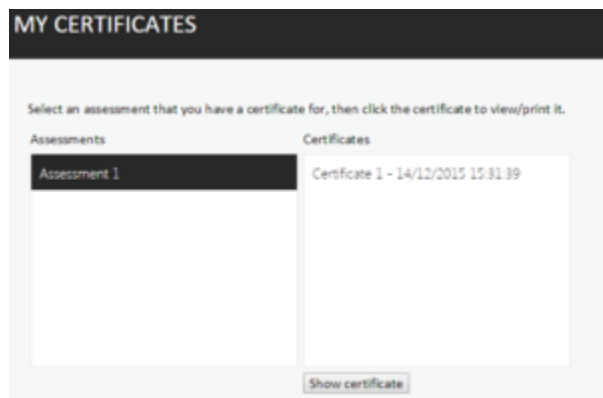 MY CERTIFICATES
Select an assessment that you have a certificate for, then click the certificate to view/print it.
Assessments
Certificates
Assessment 1
Certificate 1 - 14/12/2015 15:31:39
Show certificate